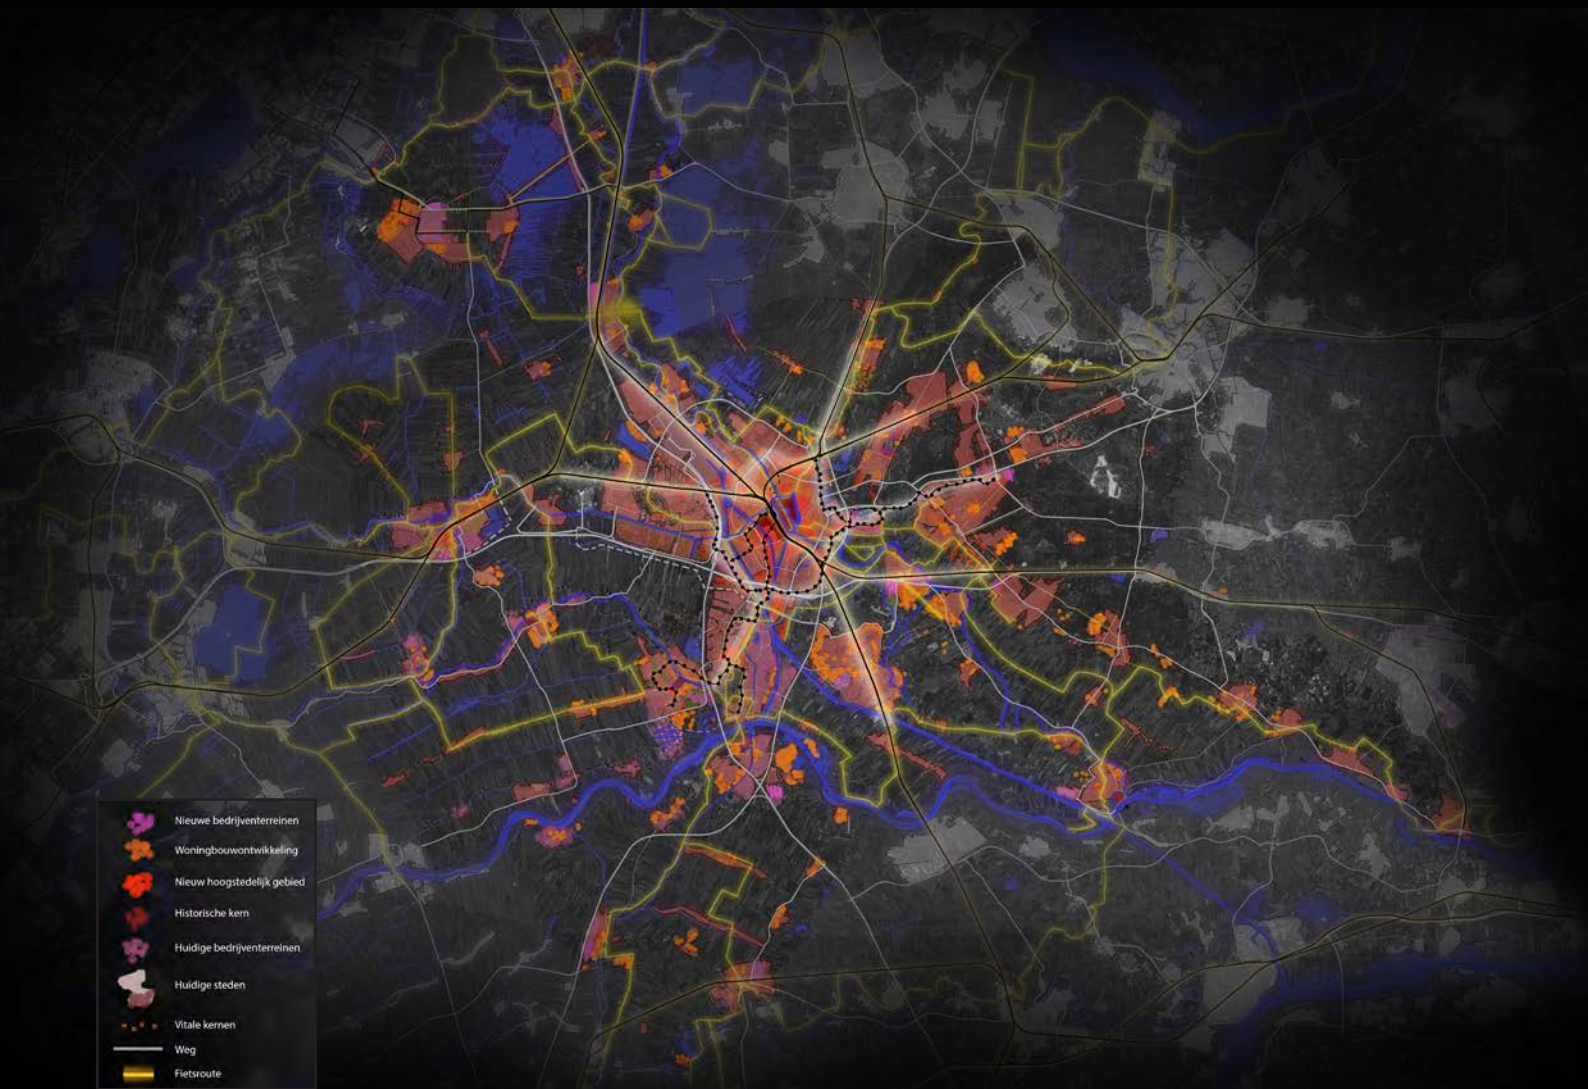 Nieuwe bedrijventerreinen
Woningbouwontwikkeling
Nieuw hoogstedelijk gebied
Historische kern
Huidige bedrijventerreinen
Huidige steden
Vitale kernen
Weg
Fietsroute